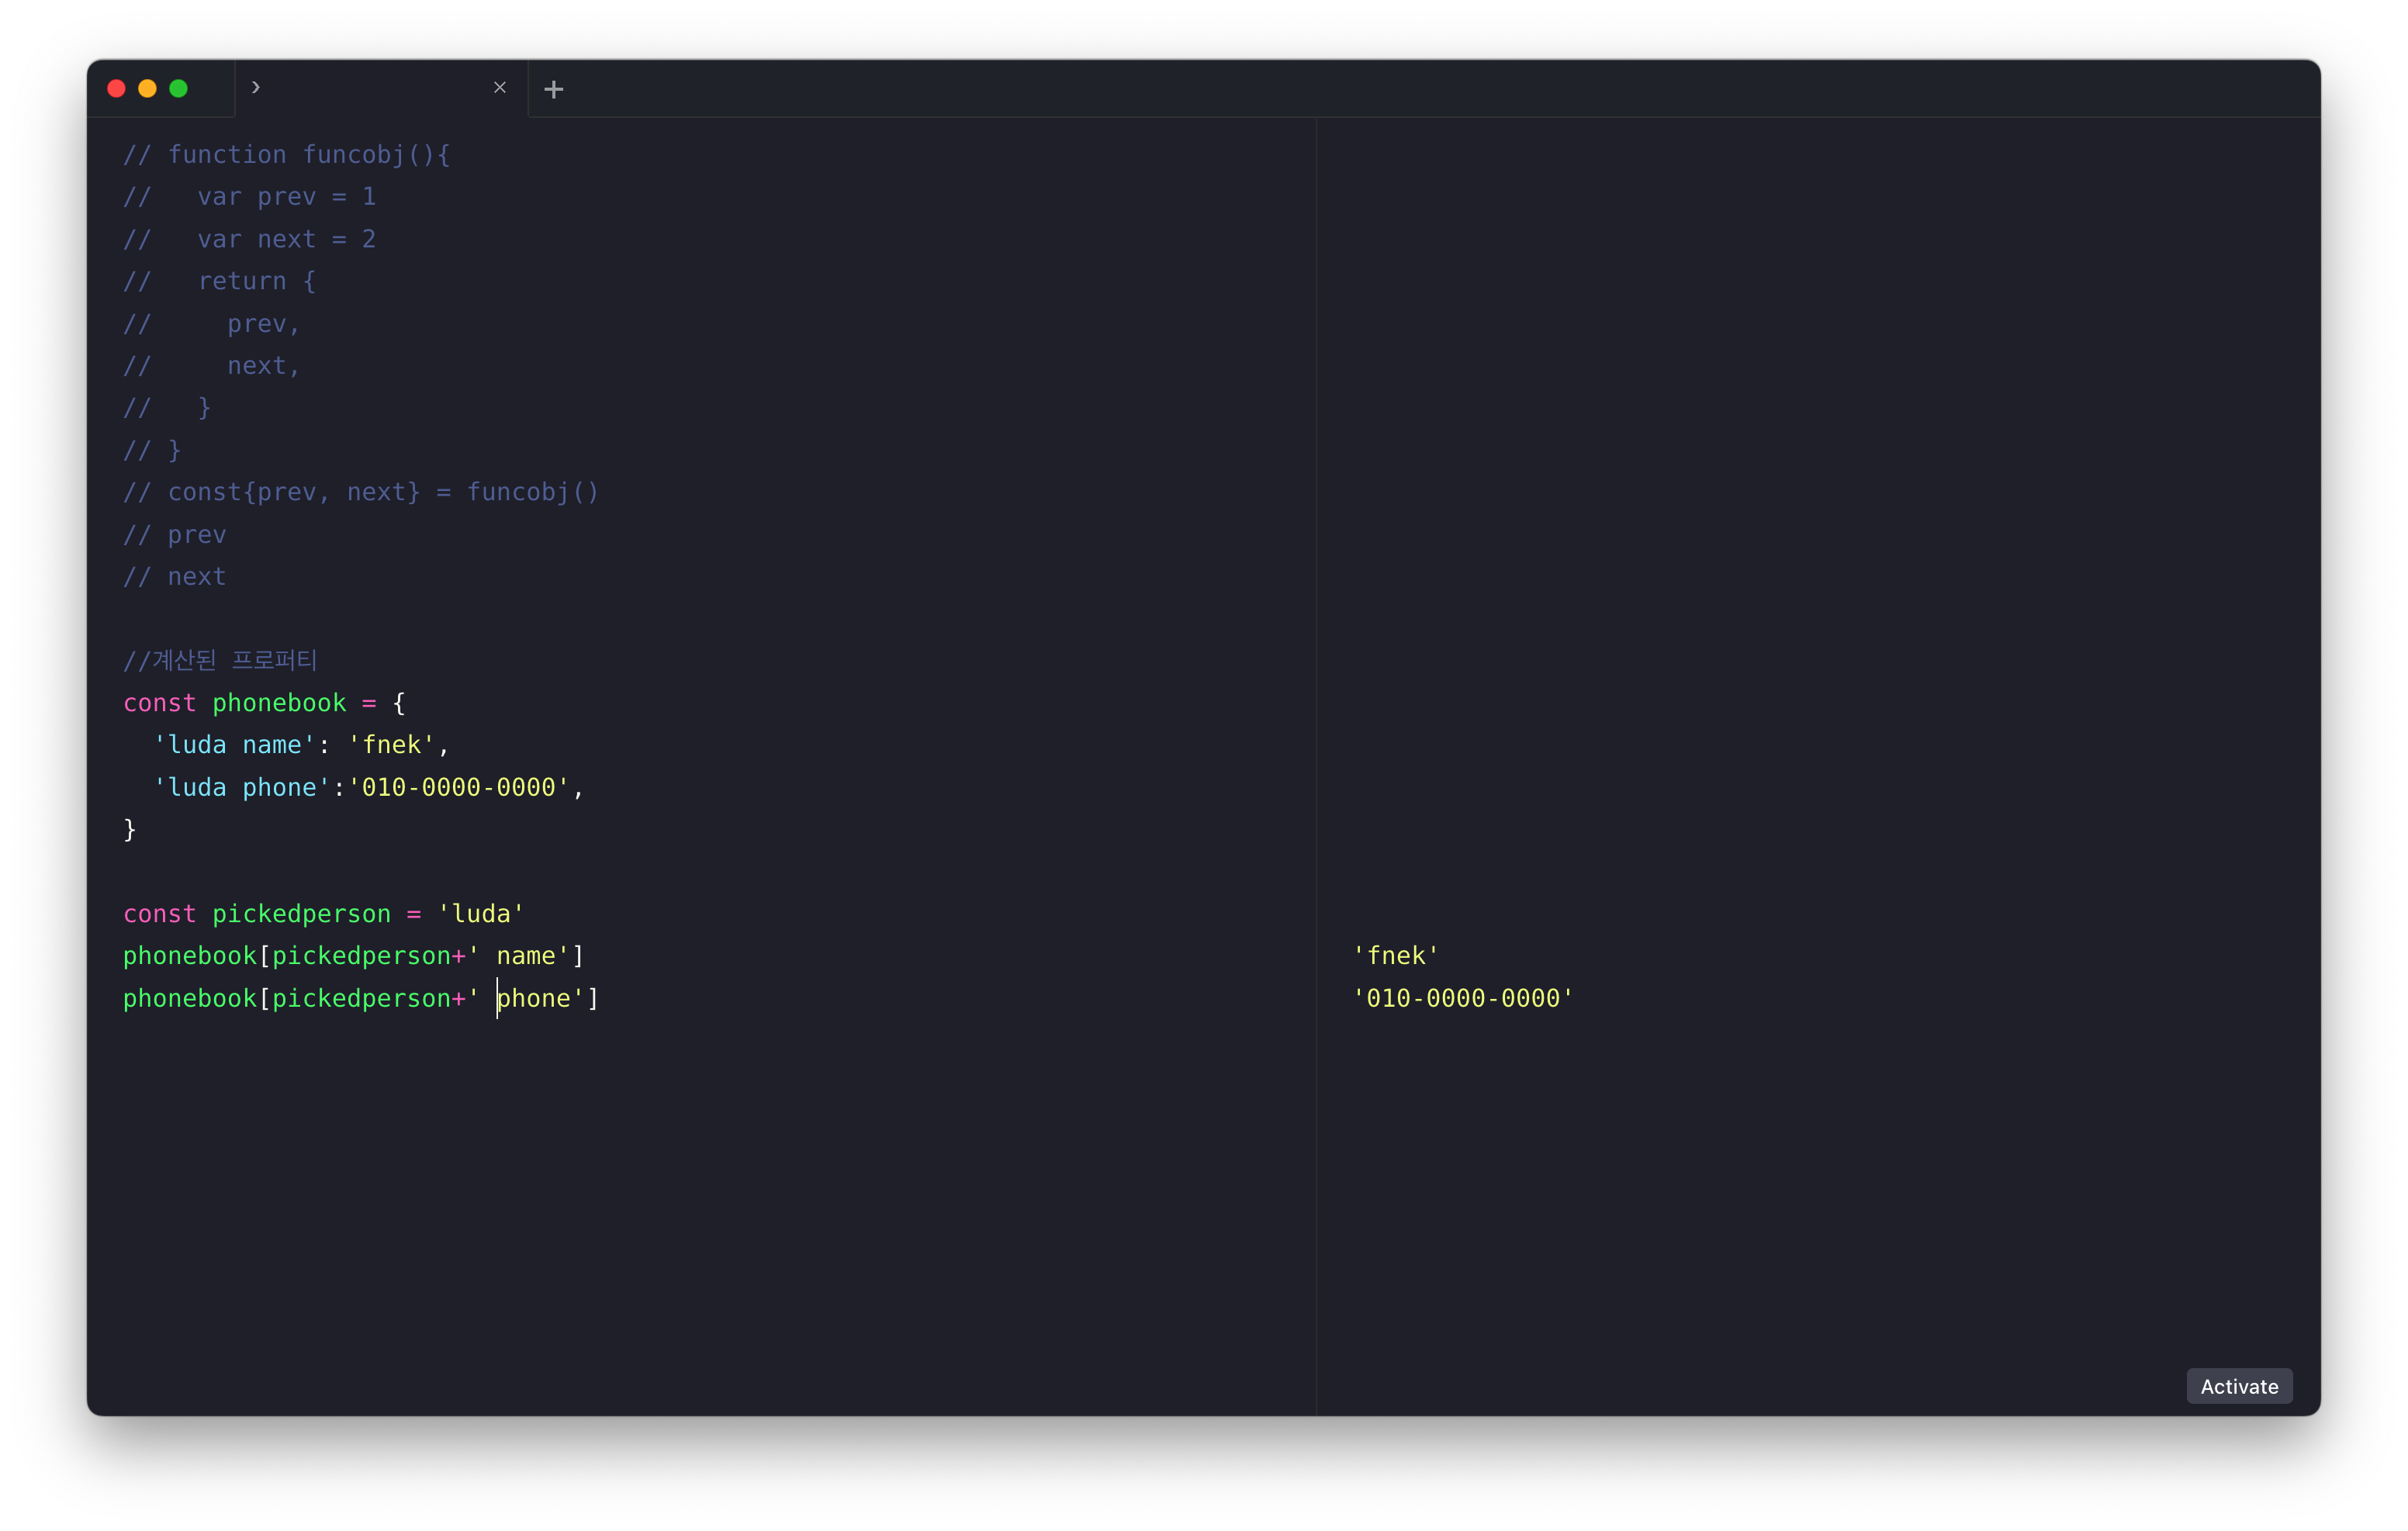 // function funcobj(){
//   var prev = 1
//   var next = 2
//   return {
//     prev,
//     next,
//   }
// }
// const{prev, next} = funcobj()
// prev
// next
//계산된 프로퍼티
const phonebook = {
  'luda name': 'fnek',
  'luda phone':'010-0000-0000',
}
const pickedperson = 'luda'
phonebook[pickedperson+' name'] 'fnek'
phonebook[pickedperson+' phone'] '010-0000-0000'
Activate